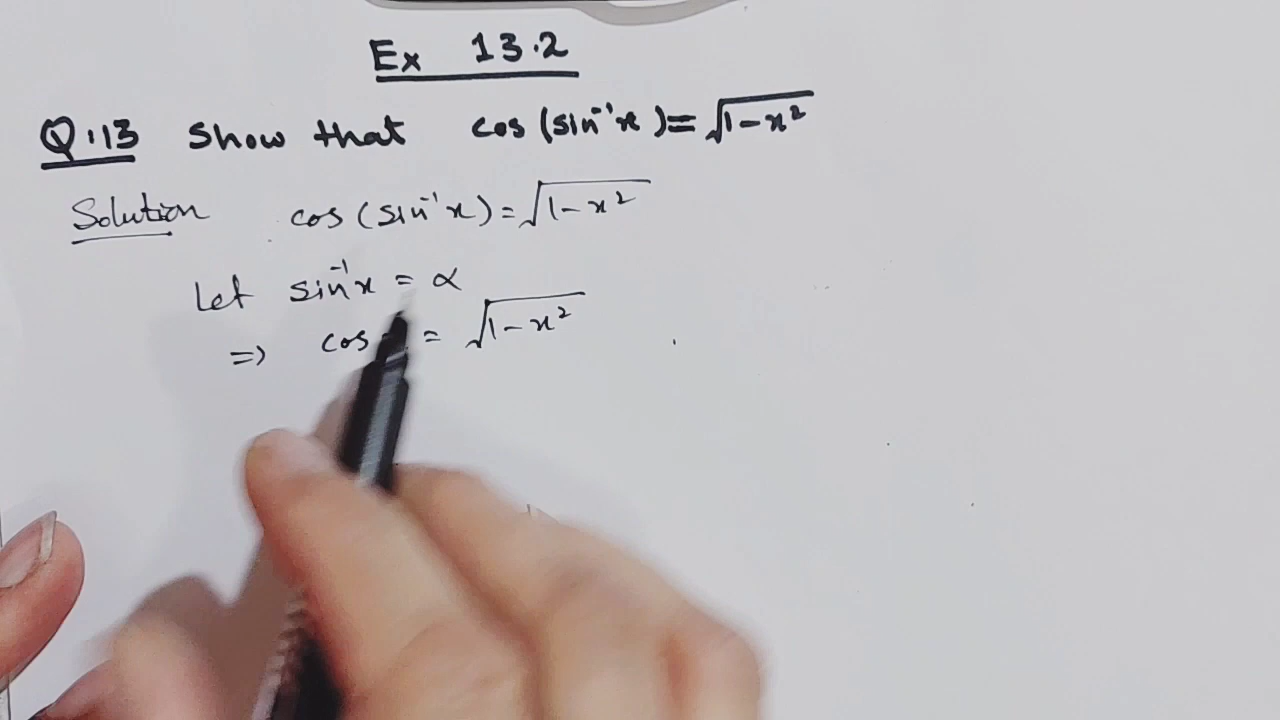 Ex 13.2
Q.13 Show that cos(sin⁻¹x)=√1-x²
Solution cos(sin⁻¹x)=√1-x²
Let sin⁻¹x = α
⇒ cos = √1-x²